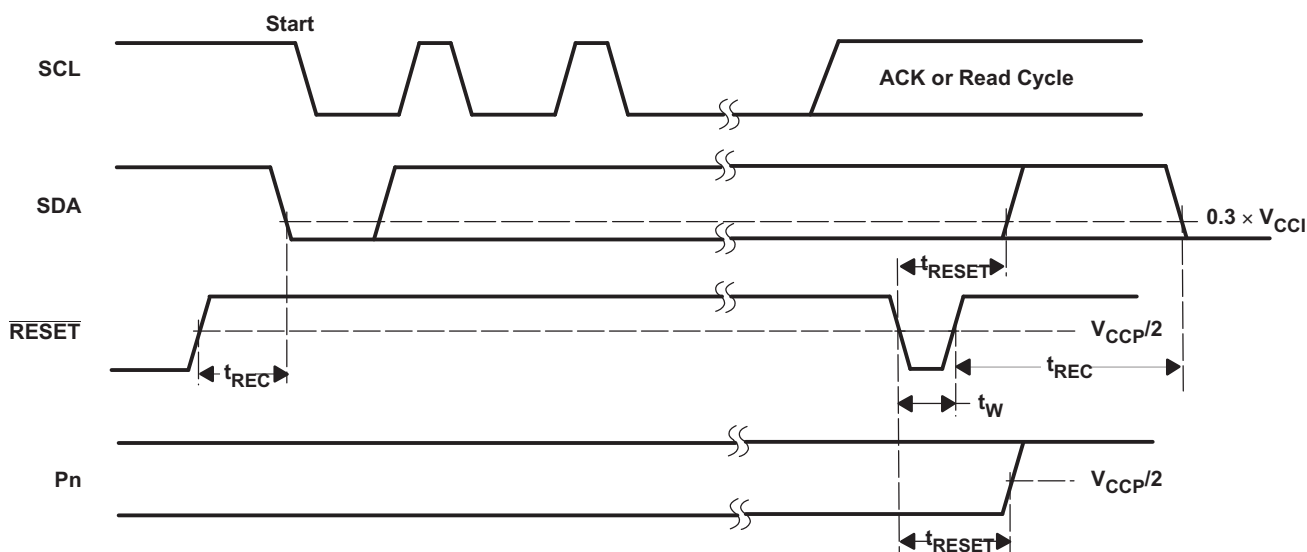 Start
SCL
ACK or Read Cycle
SDA
0.3 × VCCI
tRESET
RESET
VCCP/2
tREC
tREC
tW
Pn
VCCP/2
tRESET